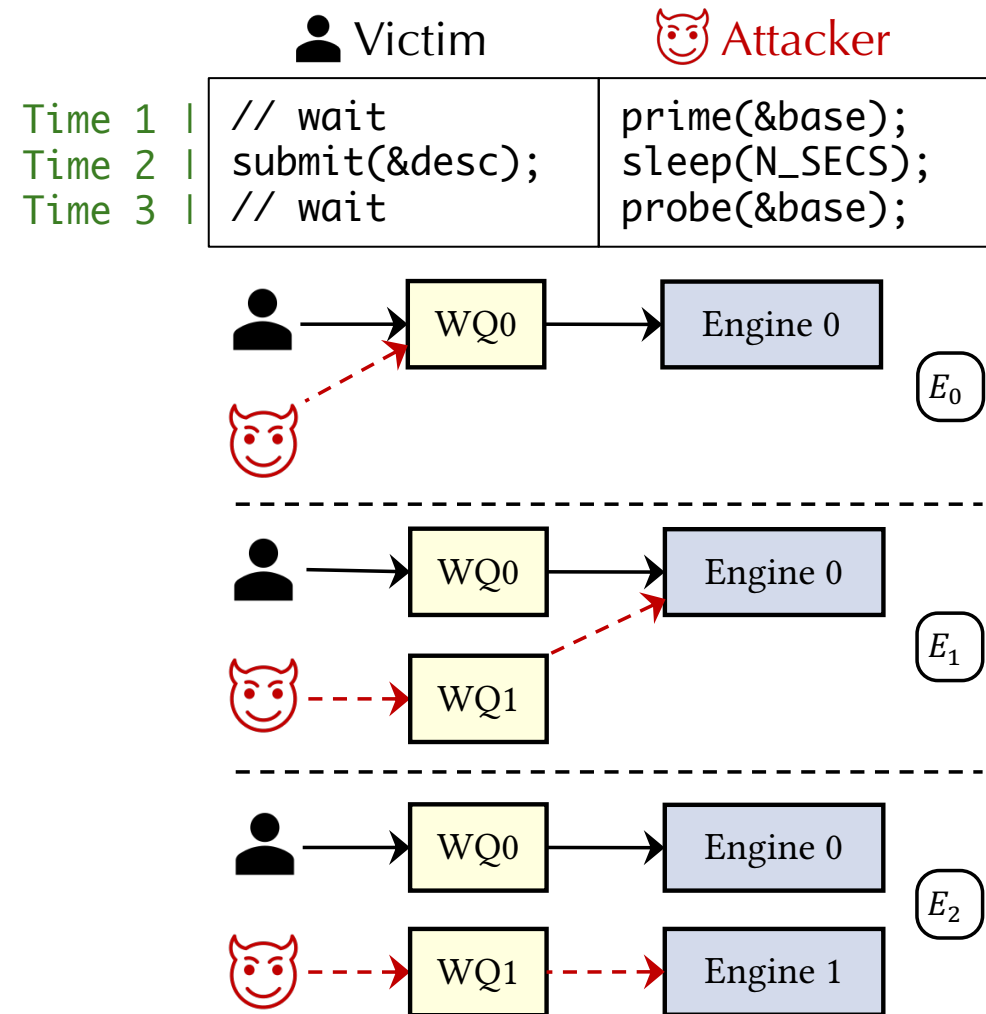 Victim Attacker
Time 1 | // wait prime(&base);
Time 2 | submit(&desc); sleep(N_SECS);
Time 3 | // wait probe(&base);
WQ0 Engine 0
E₀
WQ0 Engine 0
E₁
WQ1
WQ0 Engine 0
E₂
WQ1 Engine 1